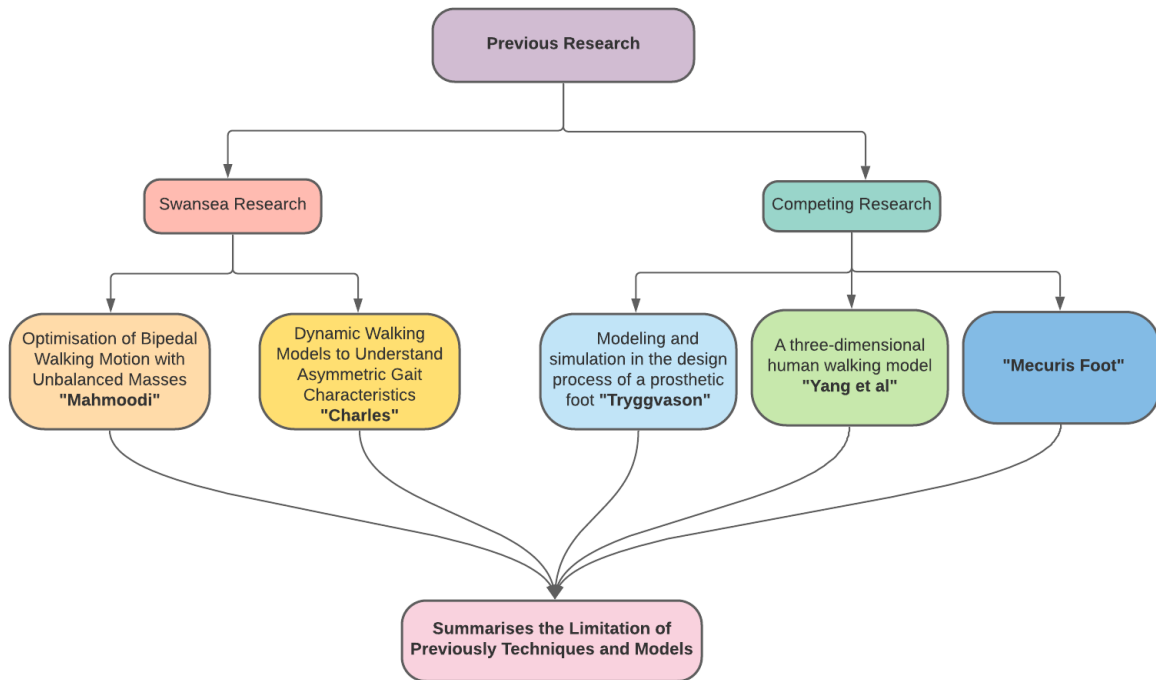 Previous Research
Swansea Research
Competing Research
Optimisation of Bipedal
Walking Motion with
Unbalanced Masses
"Mahmoodi"
Dynamic Walking
Models to Understand
Asymmetric Gait
Characteristics
"Charles"
Modeling and
simulation in the design
process of a prosthetic
foot "Tryggvason"
A three-dimensional
human walking model
"Yang et al"
"Mecuris Foot"
Summarises the Limitation of
Previously Techniques and Models